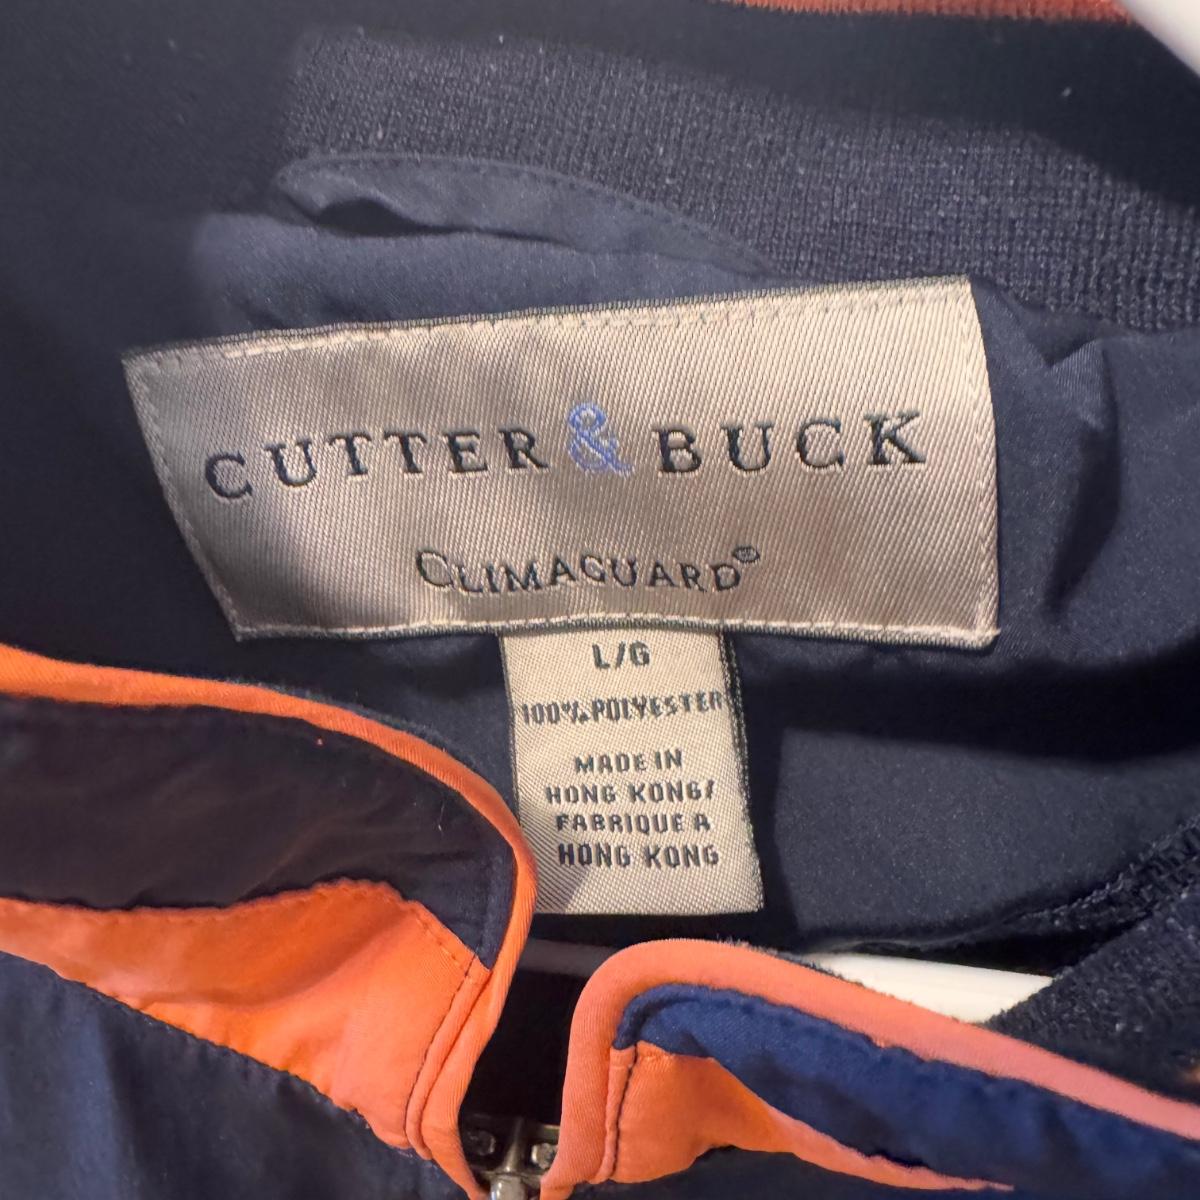 CUTTER & BUCK
CLIMAGUARD®
L/G
100% POLYESTER
MADE IN
HONG KONG/
FABRIQUE A
HONG KONG